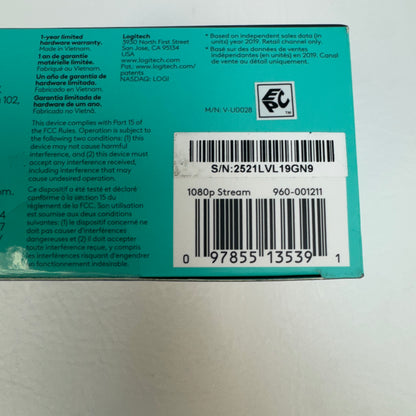 1-year limited
hardware warranty.
Made in Vietnam.
1 an de garantie
matérielle limitée.
Fabriqué au Vietnam.
Un año de garantía de
hardware limitada.
Fabricado en Vietnam.
Garantia limitada de
hardware de um ano.
Fabricado no Vietnã.
Logitech
3930 North First Street
San Jose, CA 95134
USA
www.logitech.com
Pat.: www.logitech.com/
patents
NASDAQ: LOGI
* Based on independent sales data (in
units) year 2019. Retail channel only.
* Basé sur des données de ventes
indépendantes (en unités) en 2019. Canal
de vente au détail uniquement.
M/N: V-U0028
EPC
TM
102,
This device complies with Part 15 of
the FCC Rules. Operation is subject to
the following two conditions: (1) this
device may not cause harmful
interference, and (2) this device must
accept any interference received,
including interference that may
cause undesired operation.
Ce dispositif a été testé et déclaré
conforme à la section 15 du
règlement de la FCC. Son utilisation
est soumise aux deux conditions
suivantes : (1) le dispositif concerné ne
doit pas causer d'interférences
dangereuses et (2) il doit accepter
toute interférence reçue, y compris
des interférences risquant d'engendrer
un fonctionnement indésirable.
om.
4
7
S/N:2521LVL19GN9
1080p Stream 960-001211
0 97855 13539 1